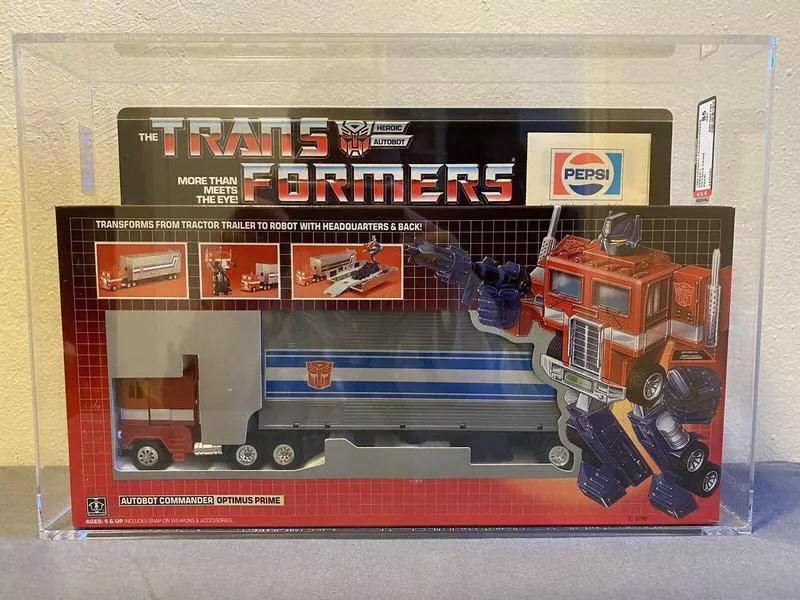 THE TRANSFORMERS
HEROIC
AUTOBOT
MORE THAN
MEETS
THE EYE!
PEPSI
85
TRANSFORMS FROM TRACTOR TRAILER TO ROBOT WITH HEADQUARTERS & BACK!
AUTOBOT COMMANDER OPTIMUS PRIME
AGES: 5 & UP INCLUDES SNAP ON WEAPONS & ACCESSORIES